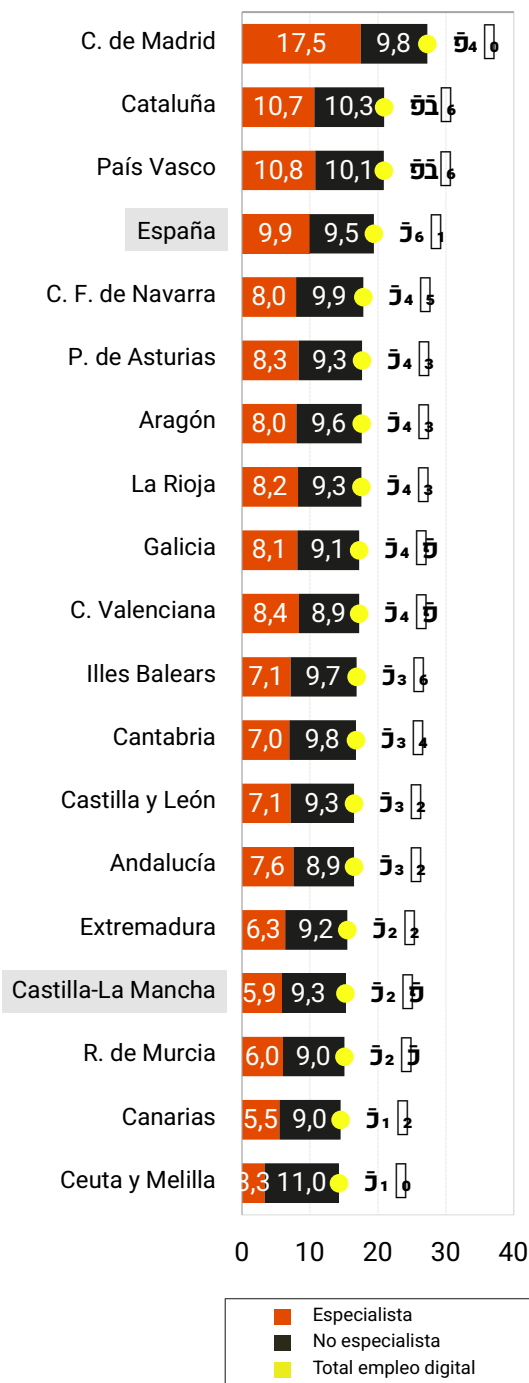 C. de Madrid 17,5 9,8
Cataluña 10,7 10,3
País Vasco 10,8 10,1
España 9,9 9,5
C. F. de Navarra 8,0 9,9
P. de Asturias 8,3 9,3
Aragón 8,0 9,6
La Rioja 8,2 9,3
Galicia 8,1 9,1
C. Valenciana 8,4 8,9
Illes Balears 7,1 9,7
Cantabria 7,0 9,8
Castilla y León 7,1 9,3
Andalucía 7,6 8,9
Extremadura 6,3 9,2
Castilla-La Mancha 5,9 9,3
R. de Murcia 6,0 9,0
Canarias 5,5 9,0
Ceuta y Melilla 3,3 11,0
0 10 20 30 40
Especialista
No especialista
Total empleo digital